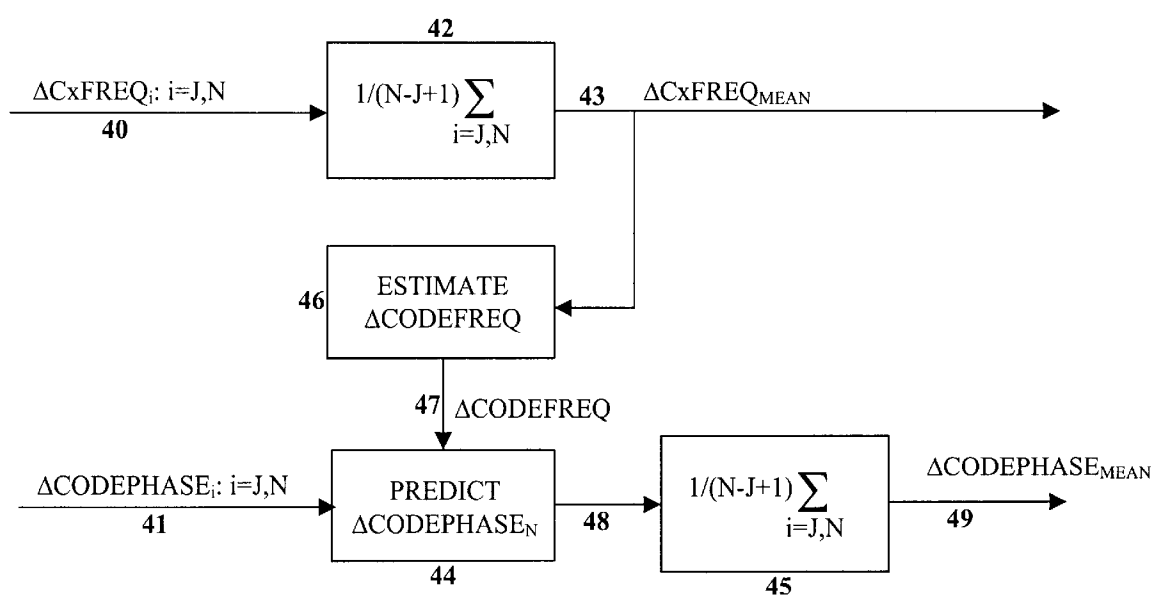 42
ΔCxFREQi: i=J,N
40
1/(N-J+1) ∑
i=J,N
43
ΔCxFREQMEAN
46
ESTIMATE
ΔCODEFREQ
47
ΔCODEFREQ
ΔCODEPHASEi: i=J,N
41
PREDICT
ΔCODEPHASEN
44
48
1/(N-J+1) ∑
i=J,N
45
ΔCODEPHASEMEAN
49